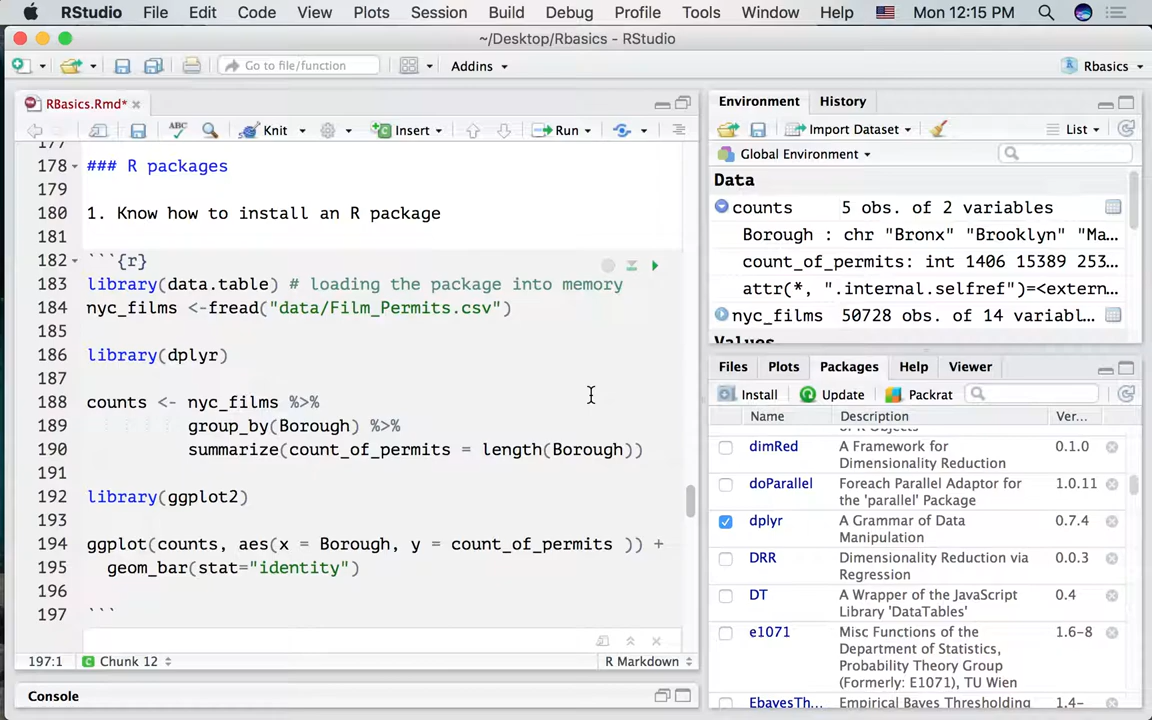 RStudio File Edit Code View Plots Session Build Debug Profile Tools Window Help Mon 12:15 PM
~/Desktop/Rbasics - RStudio
Go to file/function Addins Rbasics
RBasics.Rmd*
ABC Knit Insert Run
177
178 ### R packages
179
180 1. Know how to install an R package
181
182 ```{r}
183 library(data.table) # loading the package into memory
184 nyc_films <-fread("data/Film_Permits.csv")
185
186 library(dplyr)
187
188 counts <- nyc_films %>%
189 group_by(Borough) %>%
190 summarize(count_of_permits = length(Borough))
191
192 library(ggplot2)
193
194 ggplot(counts, aes(x = Borough, y = count_of_permits )) +
195 geom_bar(stat="identity")
196
197 ```
197:1 Chunk 12 R Markdown
Console
Environment History
Import Dataset List
Global Environment
Data
counts 5 obs. of 2 variables
Borough : chr "Bronx" "Brooklyn" "Ma...
count_of_permits: int 1406 15389 253...
attr(*, ".internal.selfref")=<extern...
nyc_films 50728 obs. of 14 variabl...
Values
Files Plots Packages Help Viewer
Install Update Packrat
Name Description Ver...
of R Objects
dimRed A Framework for Dimensionality Reduction 0.1.0
doParallel Foreach Parallel Adaptor for the 'parallel' Package 1.0.11
dplyr A Grammar of Data Manipulation 0.7.4
DRR Dimensionality Reduction via Regression 0.0.3
DT A Wrapper of the JavaScript Library 'DataTables' 0.4
e1071 Misc Functions of the Department of Statistics, Probability Theory Group (Formerly: E1071), TU Wien 1.6-8
EbayesTh... Empirical Bayes Thresholding 1.4-